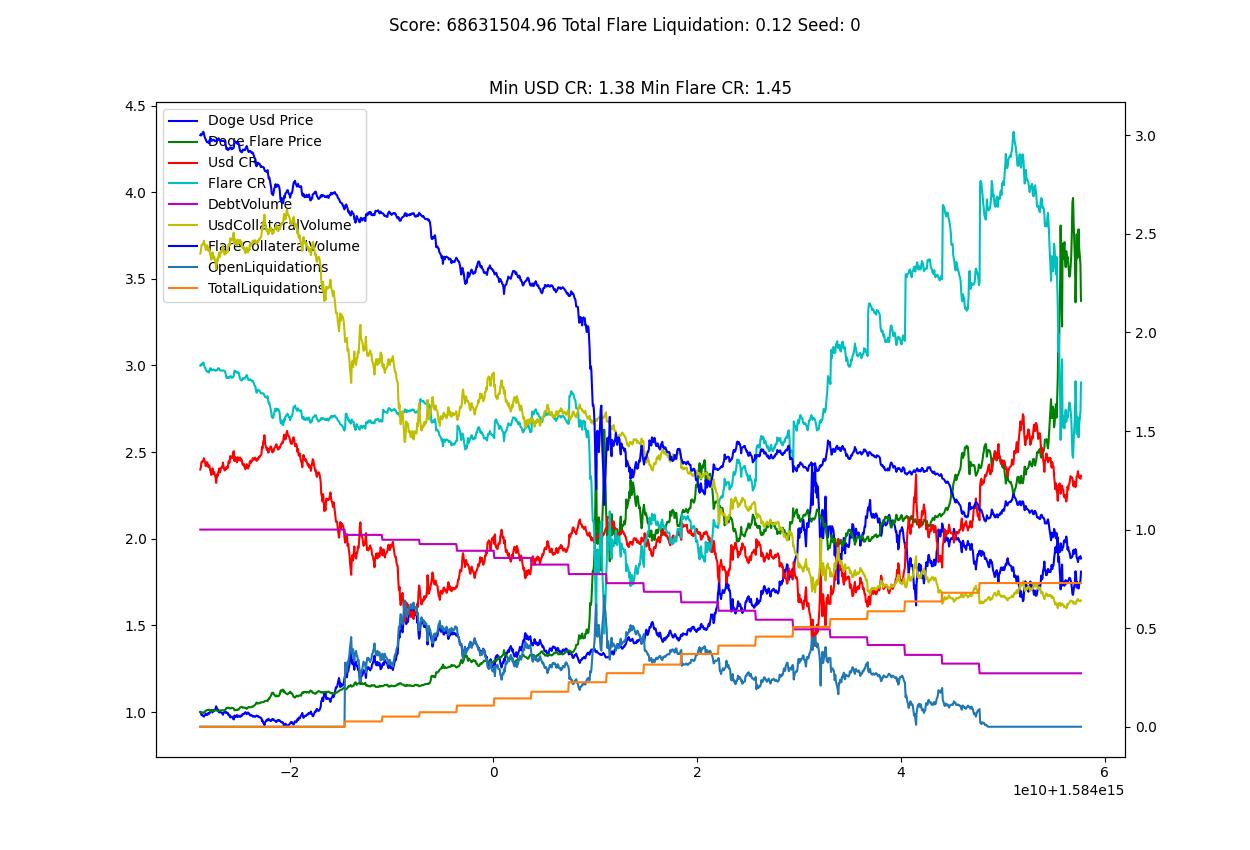 Score: 68631504.96 Total Flare Liquidation: 0.12 Seed: 0
Min USD CR: 1.38 Min Flare CR: 1.45
4.5
4.0
3.5
3.0
2.5
2.0
1.5
1.0
Doge Usd Price
Doge Flare Price
Usd CR
Flare CR
DebtVolume
UsdCollateralVolume
FlareCollateralVolume
OpenLiquidations
TotalLiquidations
3.0
2.5
2.0
1.5
1.0
0.5
0.0
−2 0 2 4 6
1e10+1.584e15